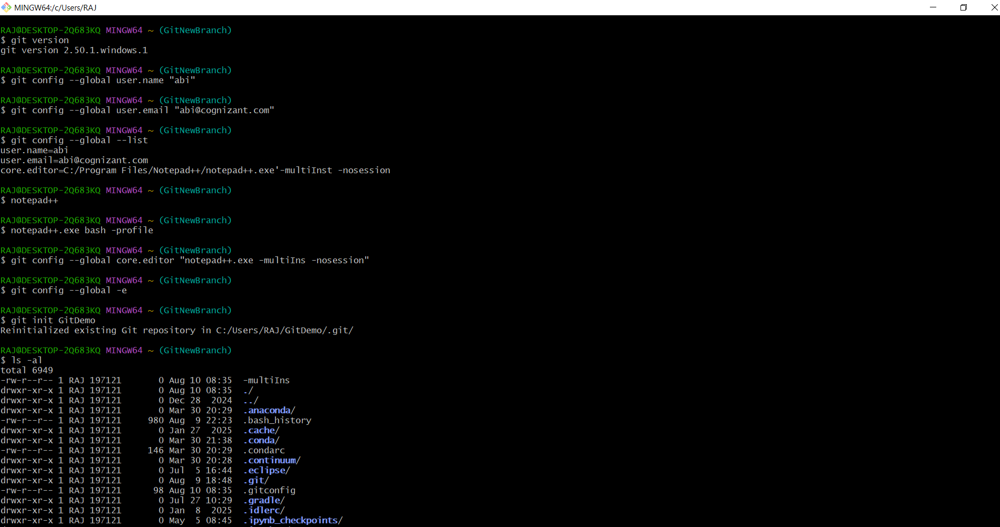 MINGW64:/c/Users/RAJ
RAJ@DESKTOP-2Q683KQ MINGW64 ~ (GitNewBranch)
$ git version
git version 2.50.1.windows.1
RAJ@DESKTOP-2Q683KQ MINGW64 ~ (GitNewBranch)
$ git config --global user.name "abi"
RAJ@DESKTOP-2Q683KQ MINGW64 ~ (GitNewBranch)
$ git config --global user.email "abi@cognizant.com"
RAJ@DESKTOP-2Q683KQ MINGW64 ~ (GitNewBranch)
$ git config --global --list
user.name=abi
user.email=abi@cognizant.com
core.editor=C:/Program Files/Notepad++/notepad++.exe'-multiInst -nosession
RAJ@DESKTOP-2Q683KQ MINGW64 ~ (GitNewBranch)
$ notepad++
RAJ@DESKTOP-2Q683KQ MINGW64 ~ (GitNewBranch)
$ notepad++.exe bash -profile
RAJ@DESKTOP-2Q683KQ MINGW64 ~ (GitNewBranch)
$ git config --global core.editor "notepad++.exe -multiIns -nosession"
RAJ@DESKTOP-2Q683KQ MINGW64 ~ (GitNewBranch)
$ git config --global -e
RAJ@DESKTOP-2Q683KQ MINGW64 ~ (GitNewBranch)
$ git init GitDemo
Reinitialized existing Git repository in C:/Users/RAJ/GitDemo/.git/
RAJ@DESKTOP-2Q683KQ MINGW64 ~ (GitNewBranch)
$ ls -al
total 6949
-rw-r--r-- 1 RAJ 197121       0 Aug 10 08:35  -multiIns
drwxr-xr-x 1 RAJ 197121       0 Aug 10 08:35  ./
drwxr-xr-x 1 RAJ 197121       0 Dec 28  2024  ../
drwxr-xr-x 1 RAJ 197121       0 Mar 30 20:29  .anaconda/
-rw-r--r-- 1 RAJ 197121     980 Aug  9 22:23  .bash_history
drwxr-xr-x 1 RAJ 197121       0 Jan 27  2025  .cache/
drwxr-xr-x 1 RAJ 197121       0 Mar 30 21:38  .conda/
-rw-r--r-- 1 RAJ 197121     146 Mar 30 20:29  .condarc
drwxr-xr-x 1 RAJ 197121       0 Mar 30 20:28  .continuum/
drwxr-xr-x 1 RAJ 197121       0 Jul  5 16:44  .eclipse/
drwxr-xr-x 1 RAJ 197121       0 Aug  9 18:48  .git/
-rw-r--r-- 1 RAJ 197121      98 Aug 10 08:35  .gitconfig
drwxr-xr-x 1 RAJ 197121       0 Jul 27 10:29  .gradle/
drwxr-xr-x 1 RAJ 197121       0 Jan  8  2025  .idlerc/
drwxr-xr-x 1 RAJ 197121       0 May  5 08:45  .ipynb_checkpoints/